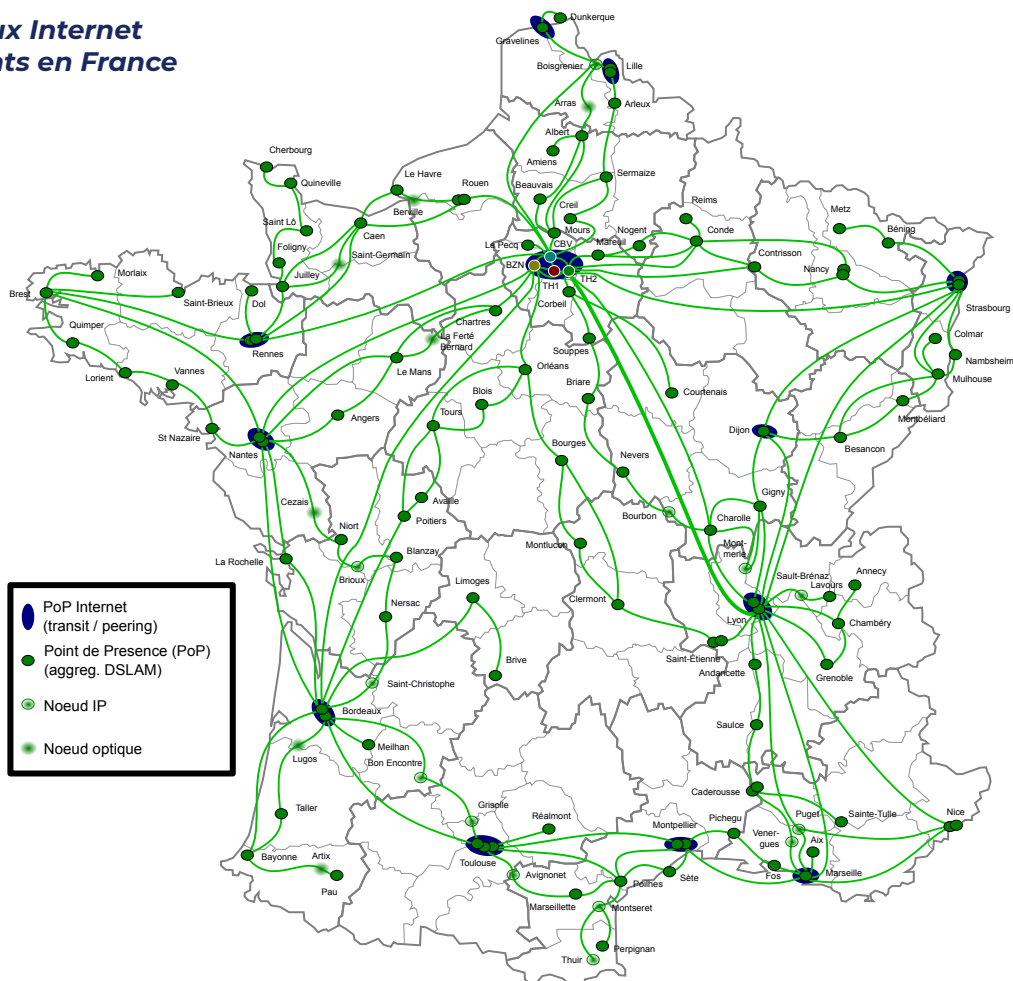 ux Internet
ts en France
Dunkerque
Gravelines
Boisgrenier
Lille
Arras
Arleux
Albert
Cherbourg
Amiens
Le Havre
Quineville
Rouen
Beauvais
Sermaize
Berville
Creil
Reims
Metz
Saint Lô
Caen
Mours
Nogent
Conde
Béning
Foligny
Saint-Germain
Le Pecq
CBV
Mareuil
Contrisson
Morlaix
Juilley
BZN
TH1
TH2
Nancy
Brest
Saint-Brieux
Dol
Corbeil
Strasbourg
Quimper
Chartres
Rennes
La Ferté
Bernard
Souppes
Colmar
Nambsheim
Lorient
Vannes
Le Mans
Orléans
Briare
Courtenais
Mulhouse
Blois
Montbéliard
St Nazaire
Angers
Tours
Dijon
Nantes
Bourges
Nevers
Besancon
Cezais
Availle
Gigny
Niort
Poitiers
Bourbon
Charolle
Montlucon
Mont-
merle
La Rochelle
Brioux
Blanzay
Limoges
Sault-Brénaz
Annecy
Lavours
Nersac
Clermont
Lyon
Chambéry
PoP Internet
(transit / peering)
Point de Presence (PoP)
(aggreg. DSLAM)
Noeud IP
Noeud optique
Brive
Saint-Étienne
Grenoble
Andancette
Saint-Christophe
Bordeaux
Saulce
Meilhan
Lugos
Bon Encontre
Caderousse
Puget
Sainte-Tulle
Nice
Taller
Grisolle
Réalmont
Montpellier
Pichegu
Vener-
gues
Aix
Bayonne
Artix
Toulouse
Avignonet
Poilhes
Sète
Fos
Marseille
Pau
Marseillette
Montseret
Perpignan
Thuir